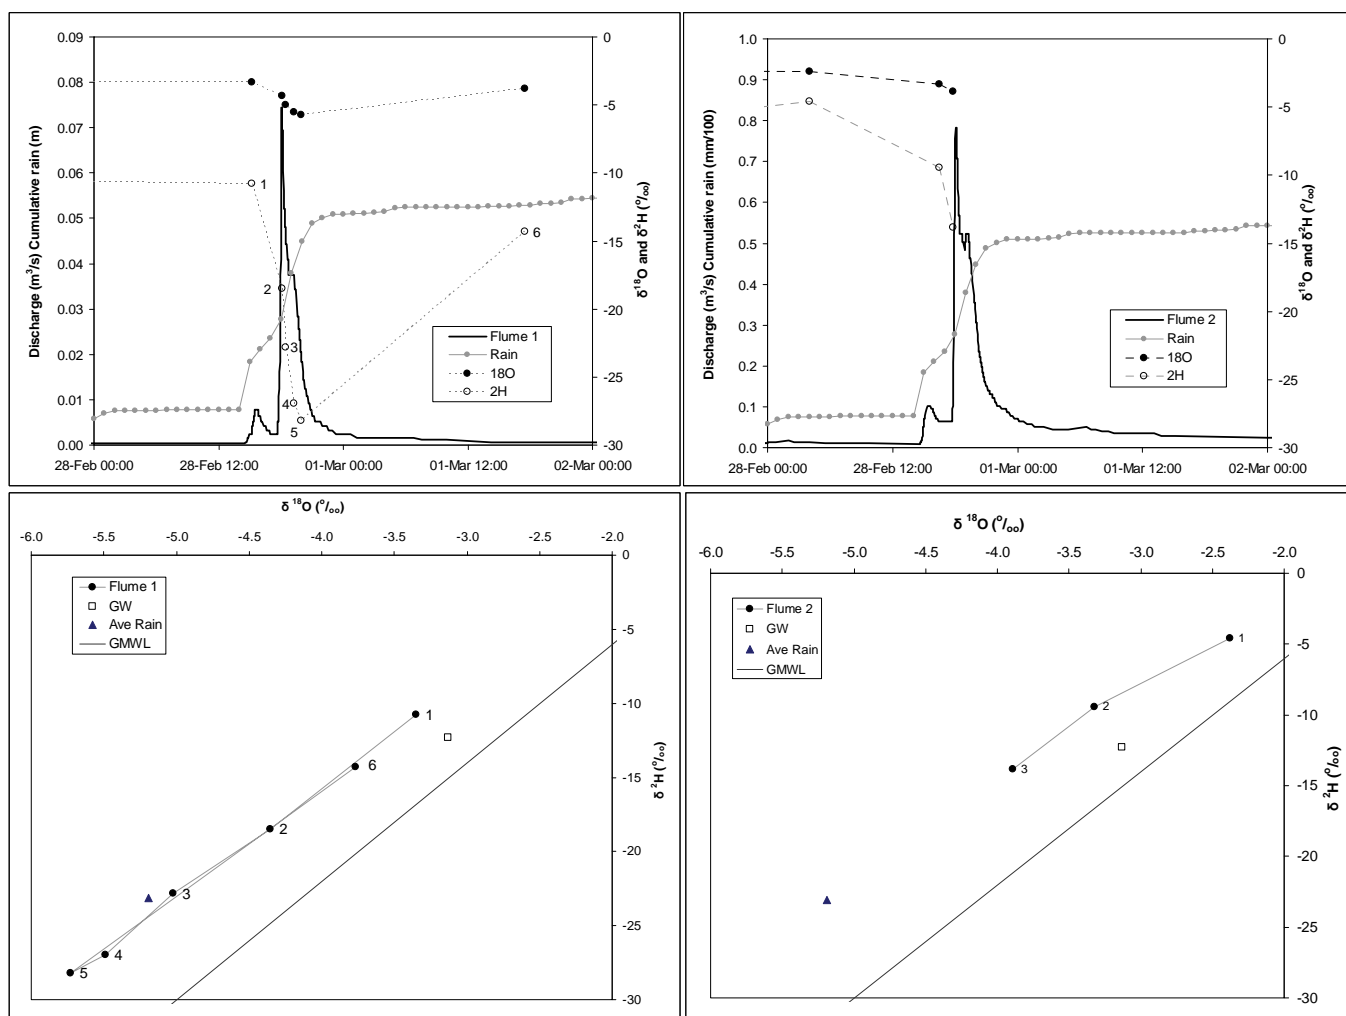 0.09
0.08
0.07
0.06
0.05
0.04
0.03
0.02
0.01
0.00
Discharge (m³/s) Cumulative rain (m)
0
-5
-10
-15
-20
-25
-30
δ¹⁸O and δ²H (°/₀₀)
1
2
3
4
5
6
Flume 1
Rain
18O
2H
28-Feb 00:00
28-Feb 12:00
01-Mar 00:00
01-Mar 12:00
02-Mar 00:00
1.0
0.9
0.8
0.7
0.6
0.5
0.4
0.3
0.2
0.1
0.0
Discharge (m³/s) Cumulative rain (mm/100)
0
-5
-10
-15
-20
-25
-30
δ¹⁸O and δ²H (°/₀₀)
Flume 2
Rain
18O
2H
28-Feb 00:00
28-Feb 12:00
01-Mar 00:00
01-Mar 12:00
02-Mar 00:00
δ ¹⁸O (°/₀₀)
-6.0 -5.5 -5.0 -4.5 -4.0 -3.5 -3.0 -2.5 -2.0
0
-5
-10
-15
-20
-25
-30
δ ²H (°/₀₀)
Flume 1
GW
Ave Rain
GMWL
1
6
2
3
4
5
δ ¹⁸O (°/₀₀)
-6.0 -5.5 -5.0 -4.5 -4.0 -3.5 -3.0 -2.5 -2.0
0
-5
-10
-15
-20
-25
-30
δ ²H (°/₀₀)
Flume 2
GW
Ave Rain
GMWL
1
2
3